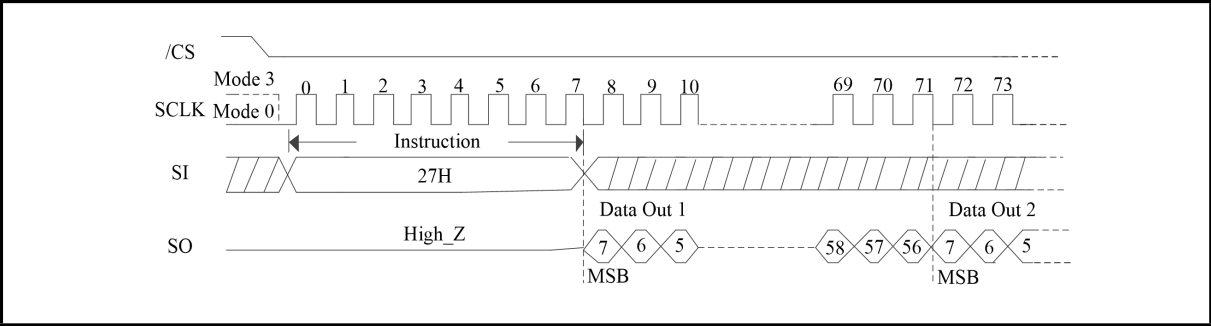 /CS
Mode 3
0 1 2 3 4 5 6 7 8 9 10 69 70 71 72 73
SCLK Mode 0
Instruction
SI
27H
Data Out 1 Data Out 2
High_Z
SO
7 6 5 58 57 56 7 6 5
MSB MSB